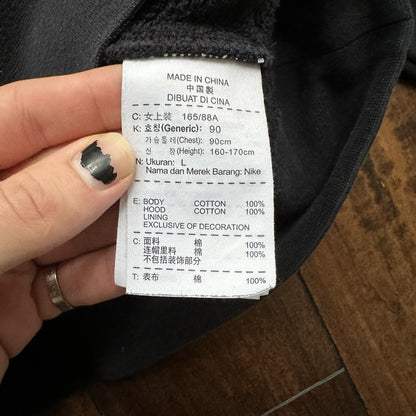 MADE IN CHINA
中国製
DIBUAT DI CINA
C: 女上装 165/88A
K: 호칭(Generic): 90
가슴둘레(Chest): 90cm
신 장(Height): 160-170cm
N: Ukuran: L
Nama dan Merek Barang: Nike
E: BODY COTTON 100%
HOOD COTTON 100%
LINING
EXCLUSIVE OF DECORATION
C: 面料 棉 100%
连帽里料 棉 100%
不包括装饰部分
T: 表布 棉 100%